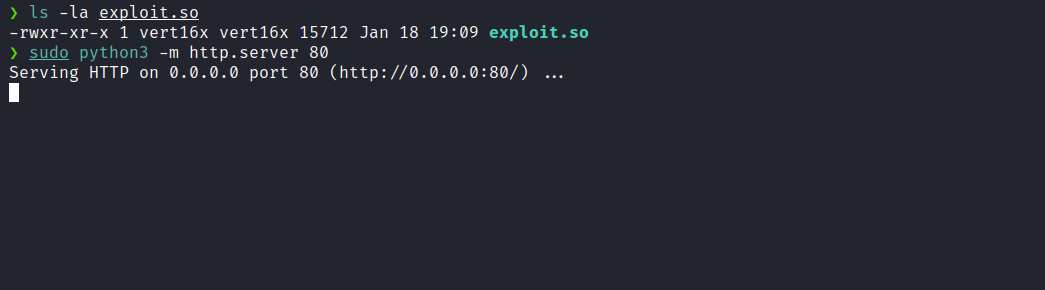 ❯ ls -la exploit.so
-rwxr-xr-x 1 vert16x vert16x 15712 Jan 18 19:09 exploit.so
❯ sudo python3 -m http.server 80
Serving HTTP on 0.0.0.0 port 80 (http://0.0.0.0:80/) ...